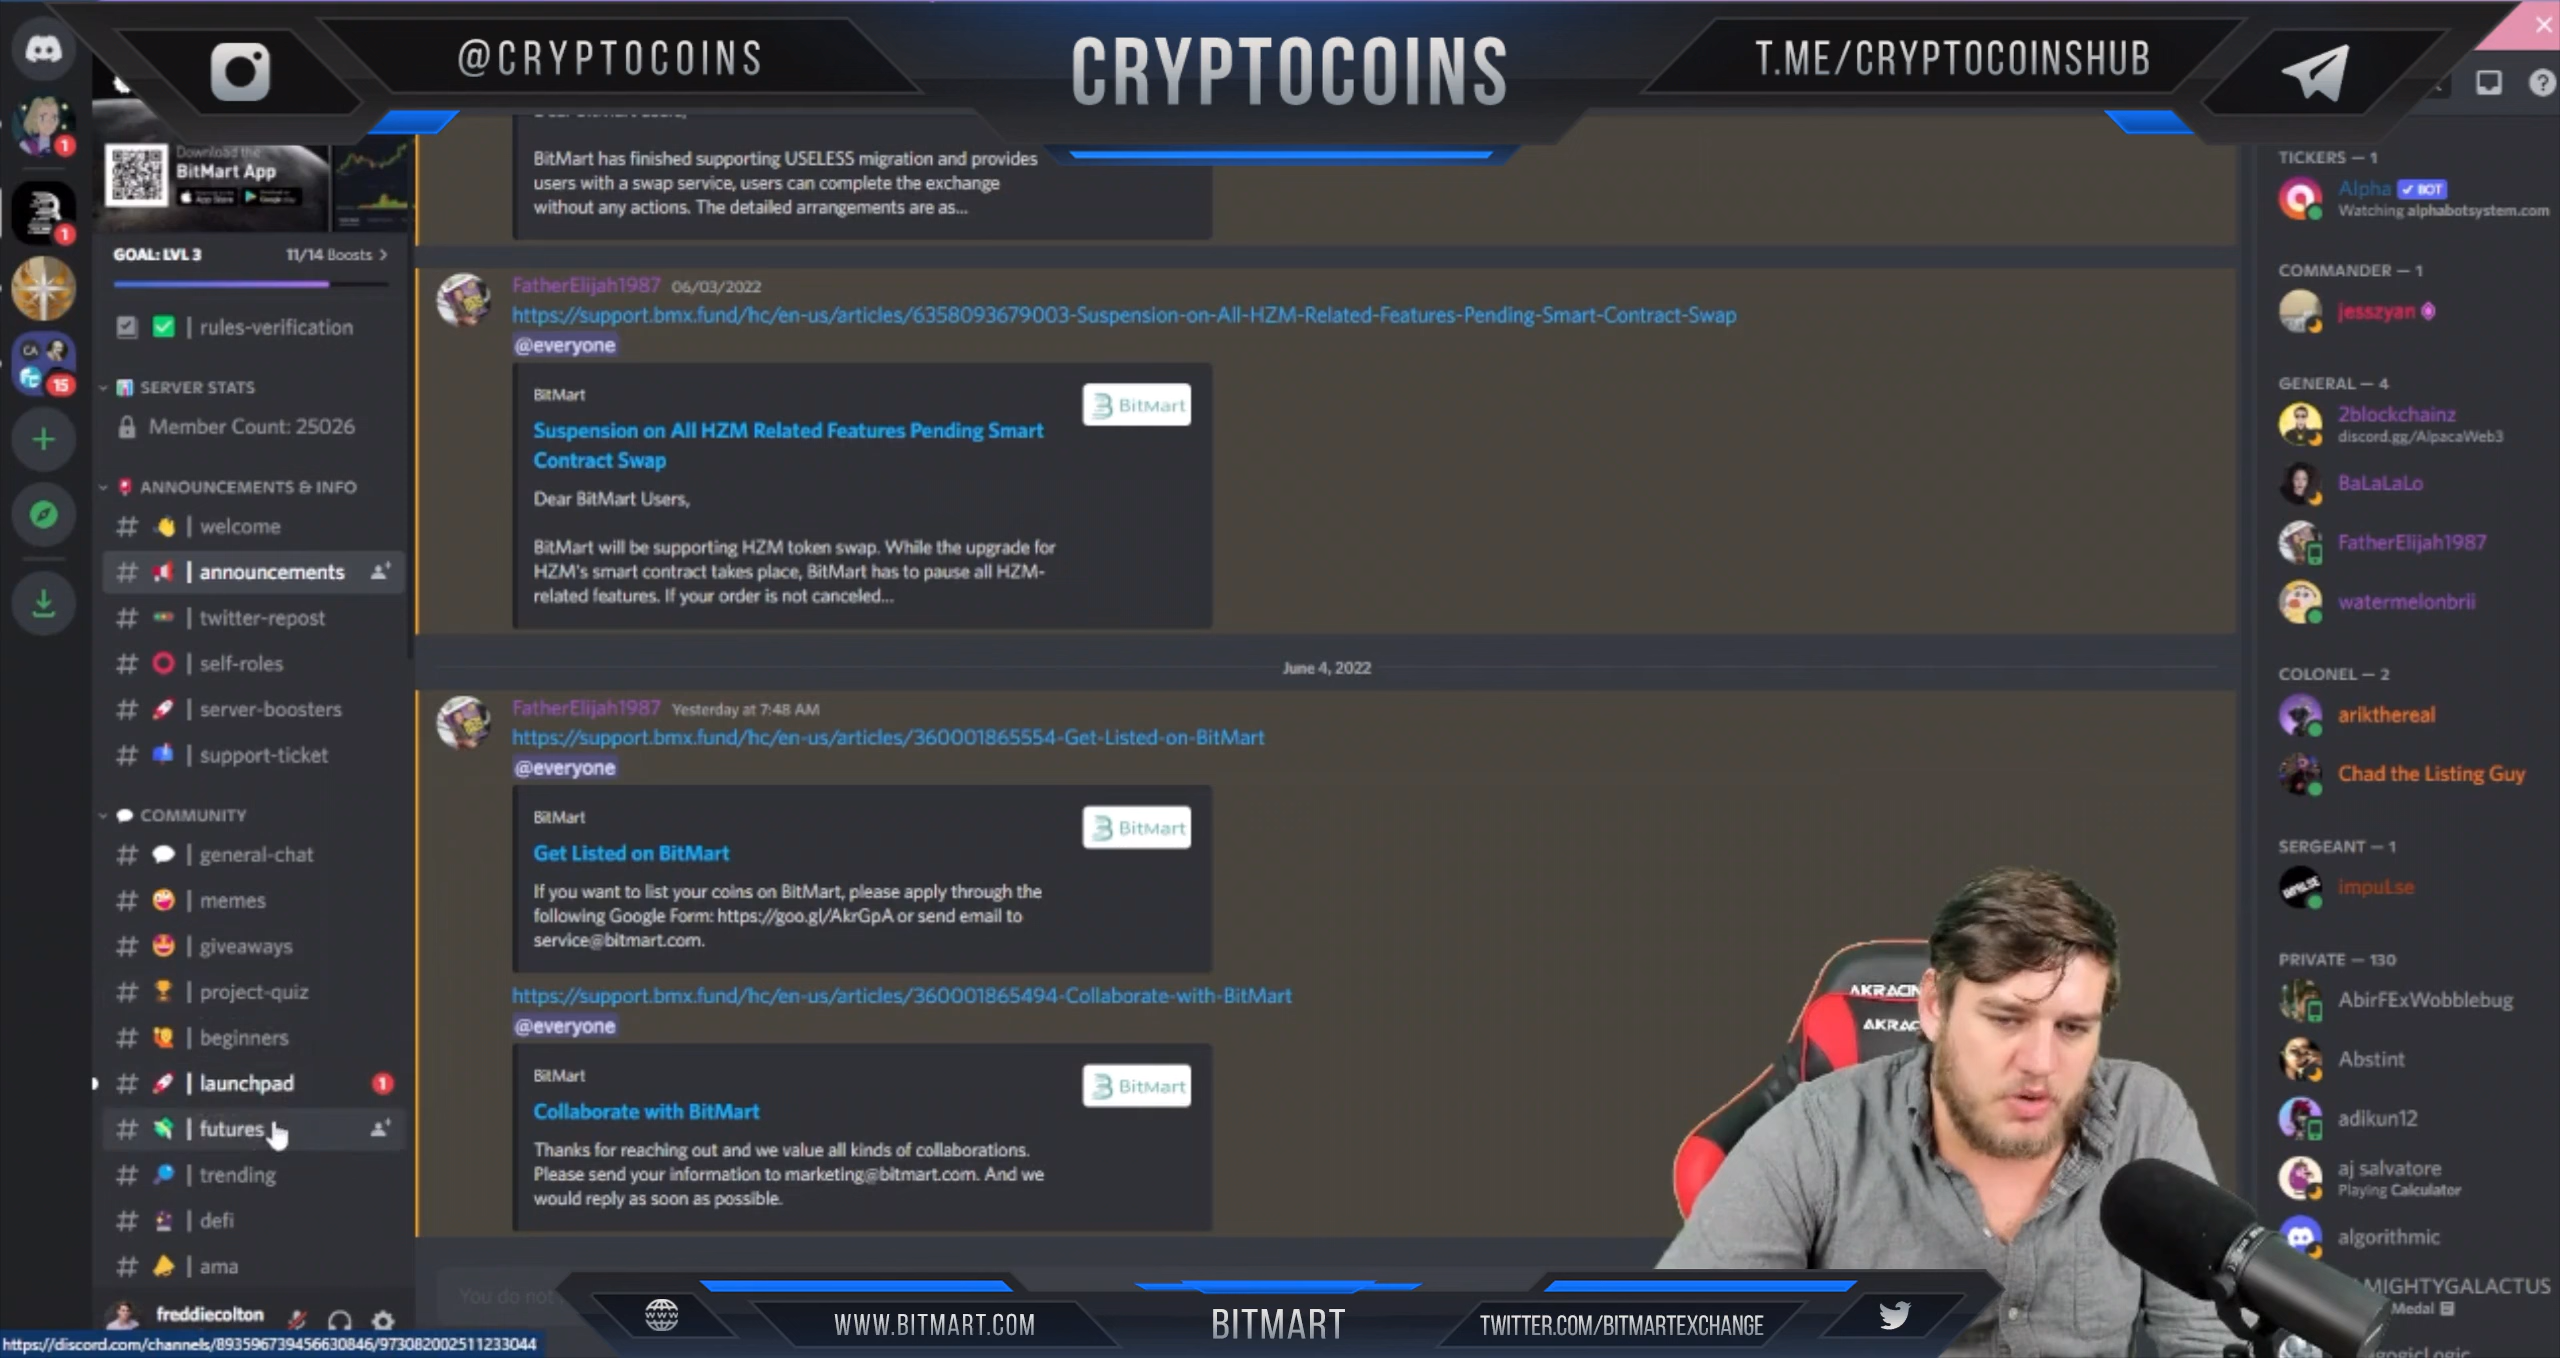 @CRYPTOCOINS
CRYPTOCOINS
T.ME/CRYPTOCOINSHUB
Download the
BitMart App
App Store
GOAL: LVL 3
11/14 Boosts
rules-verification
SERVER STATS
Member Count: 25026
ANNOUNCEMENTS & INFO
welcome
announcements
twitter-repost
self-roles
server-boosters
support-ticket
COMMUNITY
general-chat
memes
giveaways
project-quiz
beginners
launchpad
1
futures
trending
defi
ama
freddiecolton
https://discord.com/channels/893596739456630846/973082002511233044
1
1
CA
15
BitMart has finished supporting USELESS migration and provides
users with a swap service, users can complete the exchange
without any actions. The detailed arrangements are as...
FatherElijah1987 06/03/2022
https://support.bmx.fund/hc/en-us/articles/6358093679003-Suspension-on-All-HZM-Related-Features-Pending-Smart-Contract-Swap
@everyone
BitMart
BitMart
Suspension on All HZM Related Features Pending Smart
Contract Swap
Dear BitMart Users,
BitMart will be supporting HZM token swap. While the upgrade for
HZM's smart contract takes place, BitMart has to pause all HZM-
related features. If your order is not canceled...
June 4, 2022
FatherElijah1987 Yesterday at 7:48 AM
https://support.bmx.fund/hc/en-us/articles/360001865554-Get-Listed-on-BitMart
@everyone
BitMart
BitMart
Get Listed on BitMart
If you want to list your coins on BitMart, please apply through the
following Google Form: https://goo.gl/AkrGpA or send email to
service@bitmart.com.
https://support.bmx.fund/hc/en-us/articles/360001865494-Collaborate-with-BitMart
@everyone
BitMart
BitMart
Collaborate with BitMart
Thanks for reaching out and we value all kinds of collaborations.
Please send your information to marketing@bitmart.com. And we
would reply as soon as possible.
You do not
TICKERS — 1
Alpha BOT
Watching alphabotsystem.com
COMMANDER — 1
jesszyan
GENERAL — 4
2blockchainz
discord.gg/AlpacaWeb3
BaLaLaLo
FatherElijah1987
watermelonbrii
COLONEL — 2
arikthereal
Chad the Listing Guy
SERGEANT — 1
impuLse
PRIVATE — 130
AbirFExWobblebug
Abstint
adikun12
aj salvatore
Playing Calculator
algorithmic
MIGHTYGALACTUS
Medal
AKRACIN
AKRAC
WWW.BITMART.COM
BITMART
TWITTER.COM/BITMARTEXCHANGE